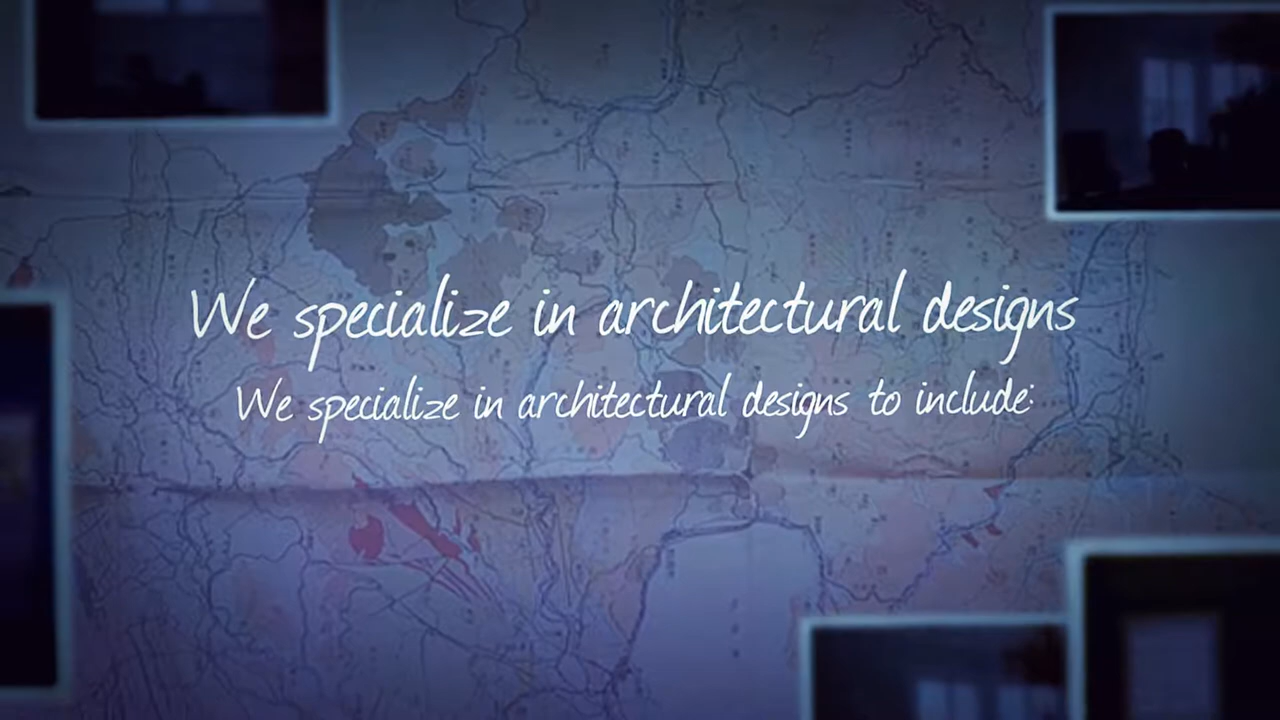 We specialize in architectural designs
We specialize in architectural designs to include: